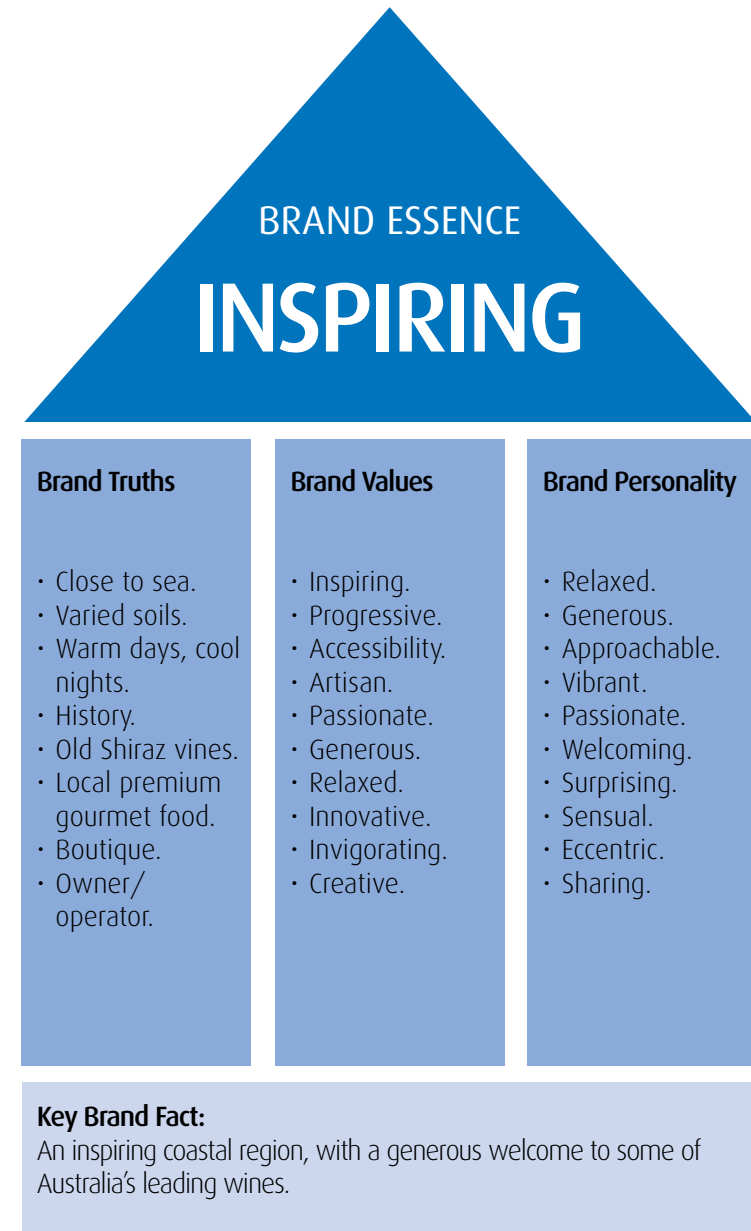 BRAND ESSENCE
INSPIRING
Brand Truths
· Close to sea.
· Varied soils.
· Warm days, cool
nights.
· History.
· Old Shiraz vines.
· Local premium
gourmet food.
· Boutique.
· Owner/
operator.
Brand Values
· Inspiring.
· Progressive.
· Accessibility.
· Artisan.
· Passionate.
· Generous.
· Relaxed.
· Innovative.
· Invigorating.
· Creative.
Brand Personality
· Relaxed.
· Generous.
· Approachable.
· Vibrant.
· Passionate.
· Welcoming.
· Surprising.
· Sensual.
· Eccentric.
· Sharing.
Key Brand Fact:
An inspiring coastal region, with a generous welcome to some of
Australia’s leading wines.